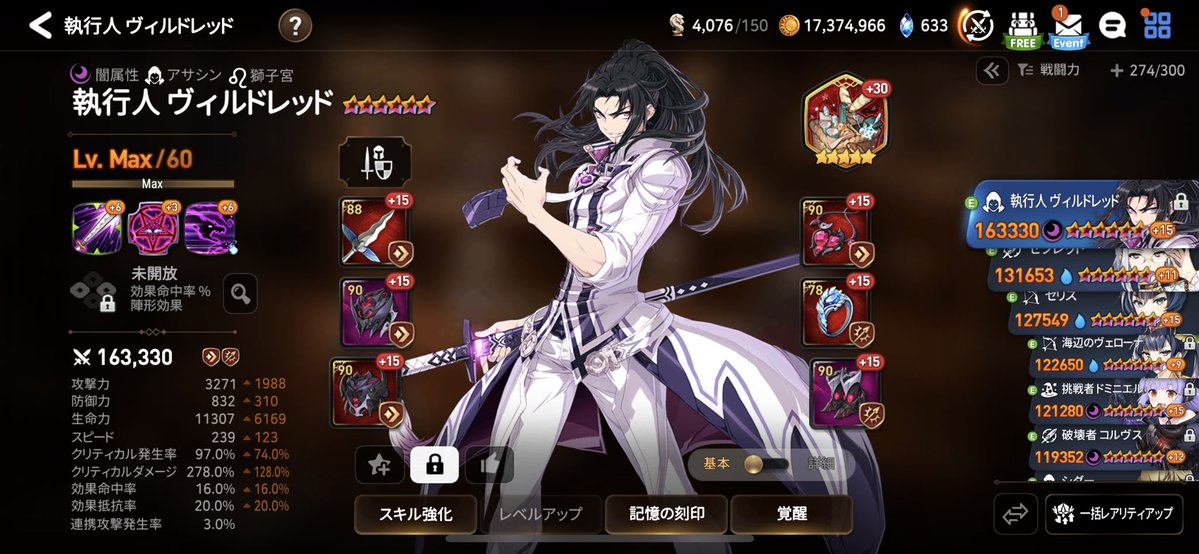 執行人 ヴィルドレッド
?
4,076/150
17,374,966
633
FREE
1
Event
闇属性 アサシン 獅子宮
執行人 ヴィルドレッド
戦闘力
+ 274/300
Lv. Max/60
Max
+6 +3 +6
未開放
効果命中率%
陣形効果
163,330
攻撃力 3271 1988
防御力 832 310
生命力 11307 6169
スピード 239 123
クリティカル発生率 97.0% 74.0%
クリティカルダメージ 278.0% 128.0%
効果命中率 16.0% 16.0%
効果抵抗率 20.0% 20.0%
連携攻撃発生率 3.0%
88 +15
90 +15
90 +15
+30
90 +15
78 +15
90 +15
基本 詳細
スキル強化
レベルアップ
記憶の刻印
覚醒
E 執行人 ヴィルドレッド
163330 +15
E
131653 +11
E セリス
127549 +15
E 海辺のヴェローナ
122650 +9
E 挑戦者ドミニエル
121280 +15
E 破壊者 コルヴス
119352 +12
一括レアリティアップ